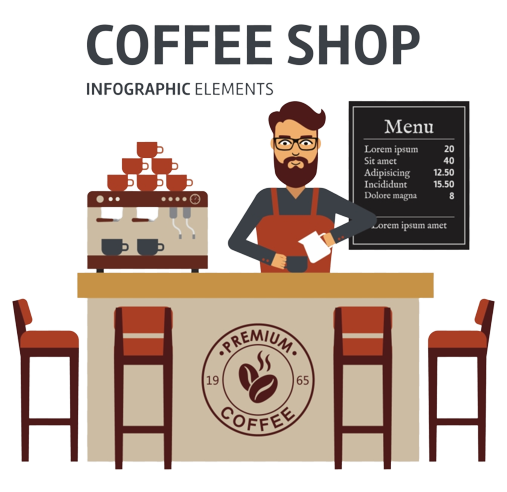 COFFEE SHOP
INFOGRAPHIC ELEMENTS
Menu
Lorem ipsum 20
Sit amet 40
Adipisicing 12.50
Incididunt 15.50
Dolore magna 8
Lorem ipsum amet
PREMIUM
19 65
COFFEE